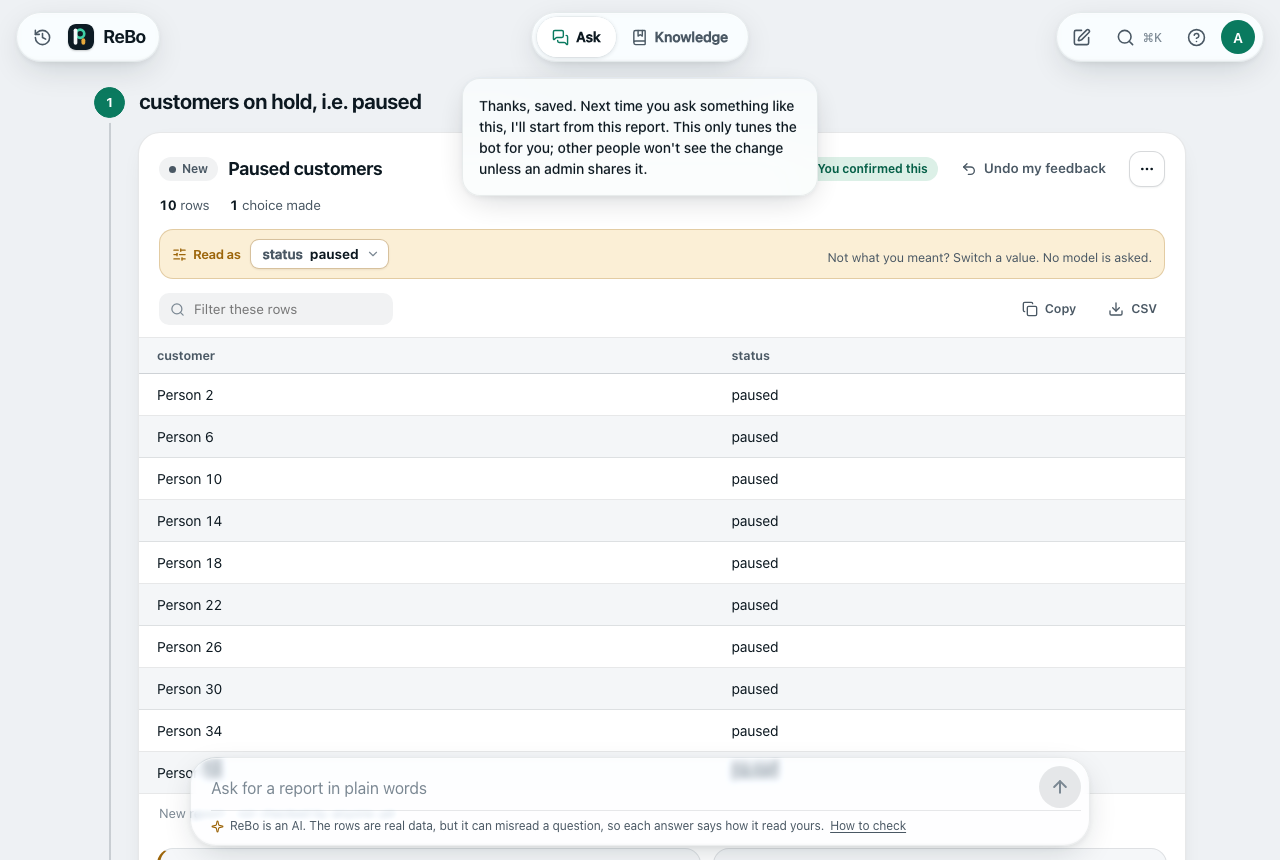 ReBo
Ask
Knowledge
⌘K
A
1
customers on hold, i.e. paused
Thanks, saved. Next time you ask something like
this, I'll start from this report. This only tunes the
bot for you; other people won't see the change
unless an admin shares it.
New
Paused customers
You confirmed this
Undo my feedback
10 rows
1 choice made
Read as
status paused
Not what you meant? Switch a value. No model is asked.
Filter these rows
Copy
CSV
customer status
Person 2 paused
Person 6 paused
Person 10 paused
Person 14 paused
Person 18 paused
Person 22 paused
Person 26 paused
Person 30 paused
Person 34 paused
Ask for a report in plain words
New
ReBo is an AI. The rows are real data, but it can misread a question, so each answer says how it read yours. How to check